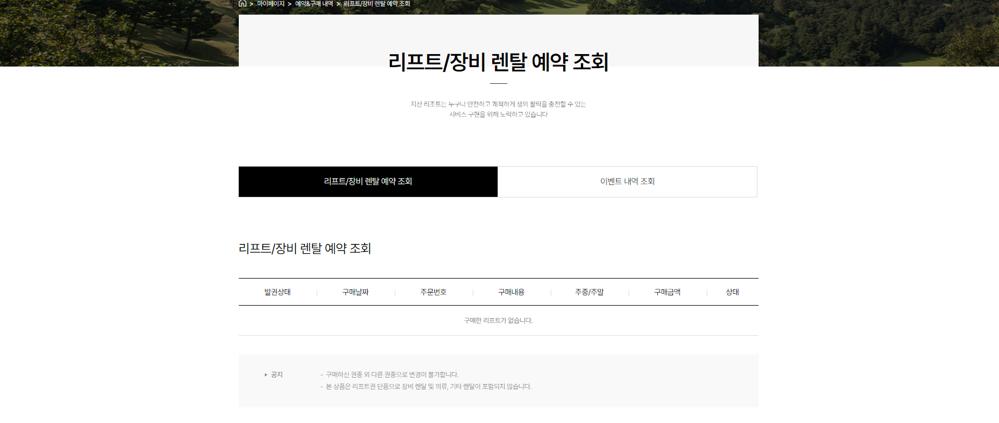 > 마이페이지 > 예약&구매 내역 > 리프트/장비 렌탈 예약 조회
리프트/장비 렌탈 예약 조회
지산 리조트는 누구나 안전하고 쾌적하게 생의 활력을 충전할 수 있는
서비스 구현을 위해 노력하고 있습니다
리프트/장비 렌탈 예약 조회 이벤트 내역 조회
리프트/장비 렌탈 예약 조회
발권상태 구매날짜 주문번호 구매내용 주중/주말 구매금액 상태
구매한 리프트가 없습니다.
공지 - 구매하신 권종 외 다른 권종으로 변경이 불가합니다.
- 본 상품은 리프트권 단품으로 장비 렌탈 및 의류, 기타 렌탈이 포함되지 않습니다.